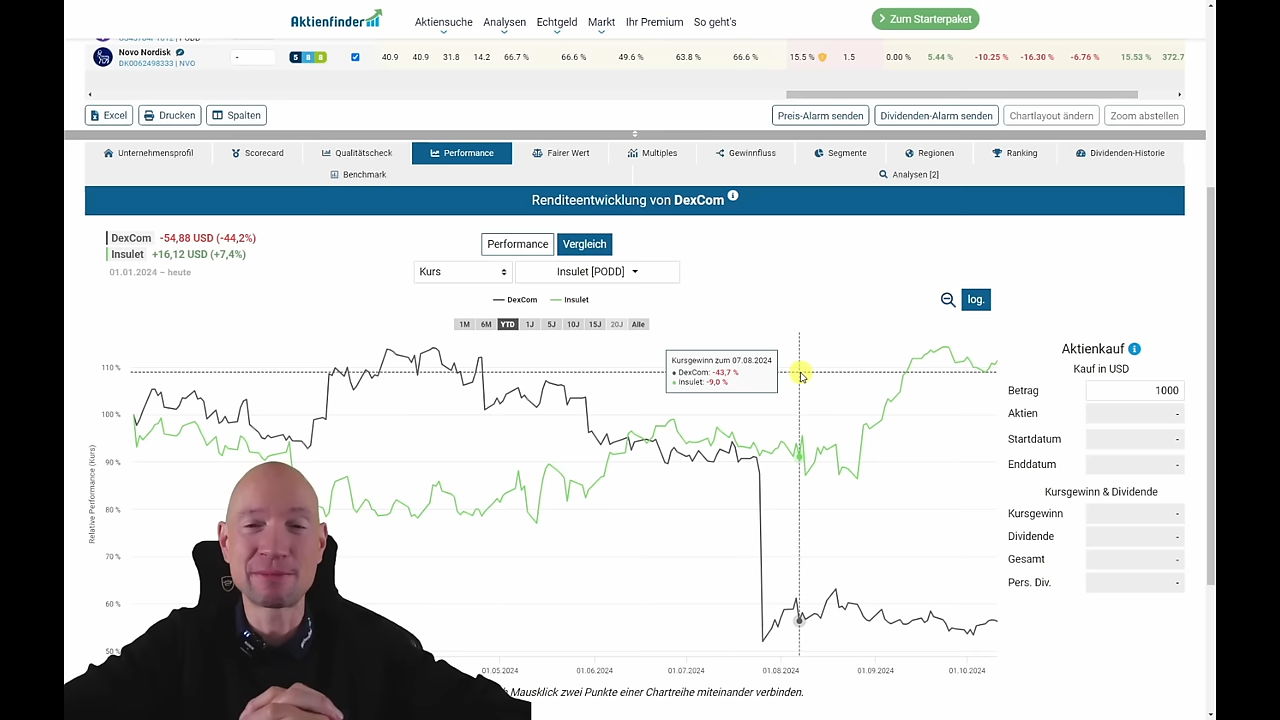 Aktienfinder
Aktiensuche Analysen Echtgeld Markt Ihr Premium So geht's
Zum Starterpaket
Novo Nordisk
DK0062498333 | NVO
- 5 8 8 40.9 40.9 31.8 14.2 66.7 % 66.6 % 49.6 % 63.8 % 66.6 % 15.5 % 1.5 0.00 % 5.44 % -10.25 % -16.30 % -6.76 % 15.53 % 372.7
Excel Drucken Spalten Preis-Alarm senden Dividenden-Alarm senden Chartlayout ändern Zoom abstellen
Unternehmensprofil Scorecard Qualitätscheck Performance Fairer Wert Multiples Gewinnfluss Segmente Regionen Ranking Dividenden-Historie
Benchmark Analysen [2]
Renditeentwicklung von DexCom
DexCom -54,88 USD (-44,2%)
Insulet +16,12 USD (+7,4%)
01.01.2024 – heute
Performance Vergleich
Kurs Insulet [PODD]
DexCom Insulet
log.
1M 6M YTD 1J 5J 10J 15J 20J Alle
Kursgewinn zum 07.08.2024
DexCom: -43,7 %
Insulet: -9,0 %
Relative Performance (Kurs)
110 %
100 %
90 %
80 %
70 %
60 %
50 %
01.05.2024 01.06.2024 01.07.2024 01.08.2024 01.09.2024 01.10.2024
Mausklick zwei Punkte einer Chartreihe miteinander verbinden.
Aktienkauf
Kauf in USD
Betrag 1000
Aktien -
Startdatum -
Enddatum -
Kursgewinn & Dividende
Kursgewinn -
Dividende -
Gesamt -
Pers. Div. -